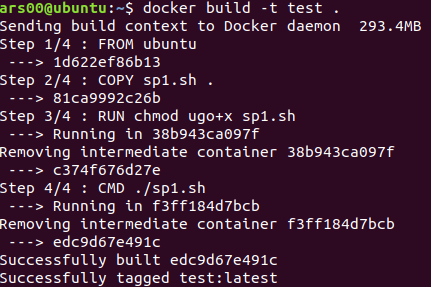 ars00@ubuntu:~$ docker build -t test .
Sending build context to Docker daemon  293.4MB
Step 1/4 : FROM ubuntu
 ---> 1d622ef86b13
Step 2/4 : COPY sp1.sh .
 ---> 81ca9992c26b
Step 3/4 : RUN chmod ugo+x sp1.sh
 ---> Running in 38b943ca097f
Removing intermediate container 38b943ca097f
 ---> c374f676d27e
Step 4/4 : CMD ./sp1.sh
 ---> Running in f3ff184d7bcb
Removing intermediate container f3ff184d7bcb
 ---> edc9d67e491c
Successfully built edc9d67e491c
Successfully tagged test:latest